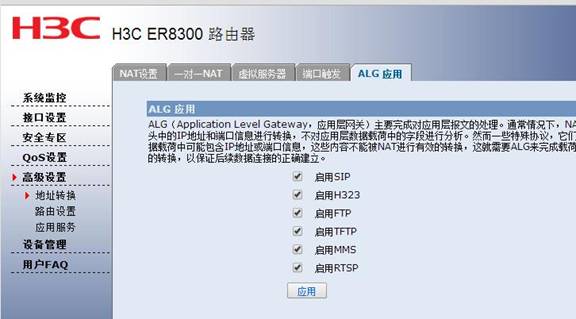 H3C H3C ER8300 路由器
NAT设置 一对一NAT 虚拟服务器 端口触发 ALG 应用
系统监控
接口设置
安全专区
QoS设置
高级设置
地址转换
路由设置
应用服务
设备管理
用户FAQ
ALG 应用
ALG（Application Level Gateway，应用层网关）主要完成对应用层报文的处理。通常情况下，NA
头中的IP地址和端口信息进行转换，不对应用层数据载荷中的字段进行分析。然而一些特殊协议，它们
据载荷中可能包含IP地址或端口信息，这些内容不能被NAT进行有效的转换，这就需要ALG来完成载荷
的转换，以保证后续数据连接的正确建立。
启用SIP
启用H323
启用FTP
启用TFTP
启用MMS
启用RTSP
应用